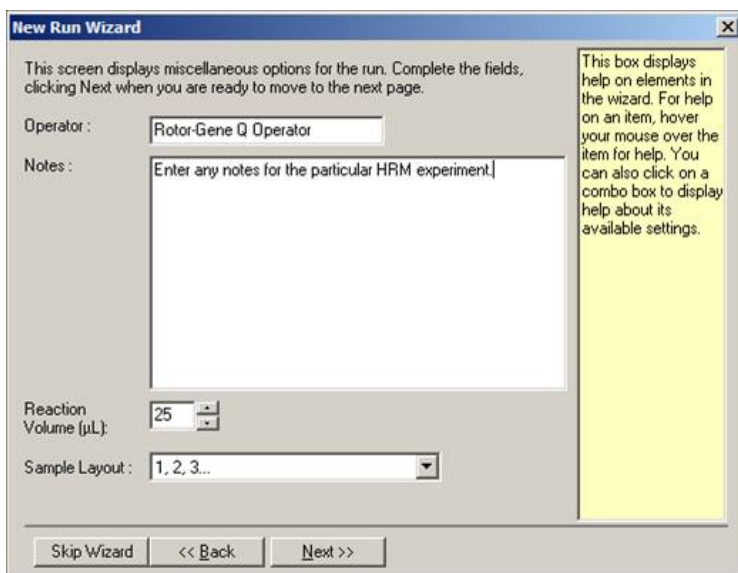 New Run Wizard
This screen displays miscellaneous options for the run. Complete the fields,
clicking Next when you are ready to move to the next page.
Operator :
Rotor-Gene Q Operator
Notes :
Enter any notes for the particular HRM experiment.
Reaction
Volume (µL):
25
Sample Layout :
1, 2, 3...
This box displays
help on elements in
the wizard. For help
on an item, hover
your mouse over the
item for help. You
can also click on a
combo box to display
help about its
available settings.
Skip Wizard
<< Back
Next >>